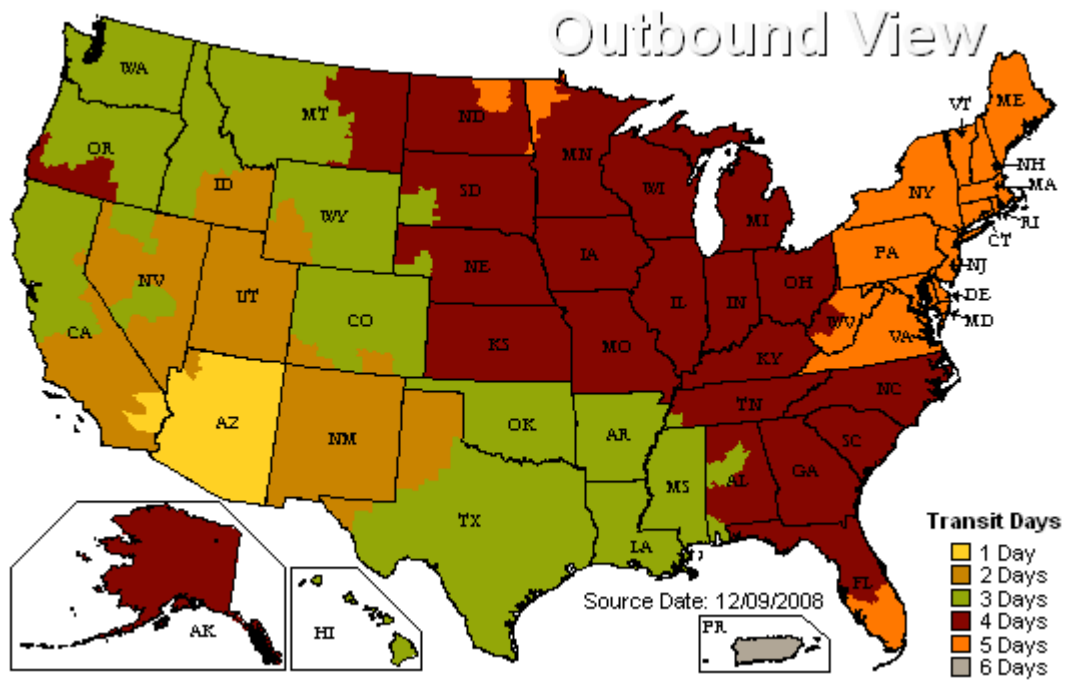 Outbound View
WA
MT
ND
VT
ME
OR
MN
NH
ID
SD
WI
MA
WY
MI
NY
RI
CT
NV
UT
NE
IA
PA
NJ
CO
IL
IN
OH
DE
CA
KS
MO
WV
VA
MD
KY
AZ
NM
OK
AR
TN
NC
SC
TX
MS
AL
GA
LA
FL
AK
HI
PR
Source Date: 12/09/2008
Transit Days
1 Day
2 Days
3 Days
4 Days
5 Days
6 Days